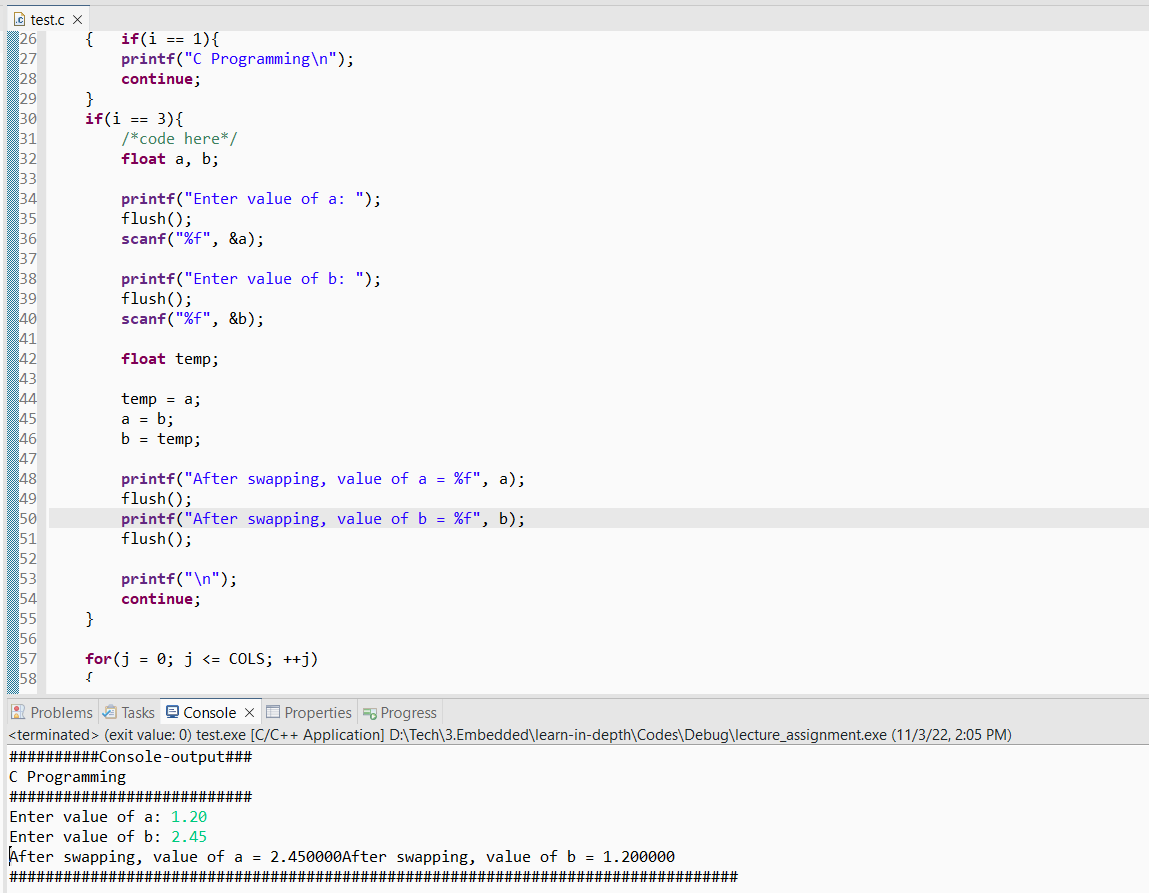 test.c
26 { if(i == 1){
27 printf("C Programming\n");
28 continue;
29 }
30 if(i == 3){
31 /*code here*/
32 float a, b;
33
34 printf("Enter value of a: ");
35 flush();
36 scanf("%f", &a);
37
38 printf("Enter value of b: ");
39 flush();
40 scanf("%f", &b);
41
42 float temp;
43
44 temp = a;
45 a = b;
46 b = temp;
47
48 printf("After swapping, value of a = %f", a);
49 flush();
50 printf("After swapping, value of b = %f", b);
51 flush();
52
53 printf("\n");
54 continue;
55 }
56
57 for(j = 0; j <= COLS; ++j)
58 {
Problems Tasks Console Properties Progress
<terminated> (exit value: 0) test.exe [C/C++ Application] D:\Tech\3.Embedded\learn-in-depth\Codes\Debug\lecture_assignment.exe (11/3/22, 2:05 PM)
##########Console-output###
C Programming
###########################
Enter value of a: 1.20
Enter value of b: 2.45
After swapping, value of a = 2.450000After swapping, value of b = 1.200000
#################################################################################